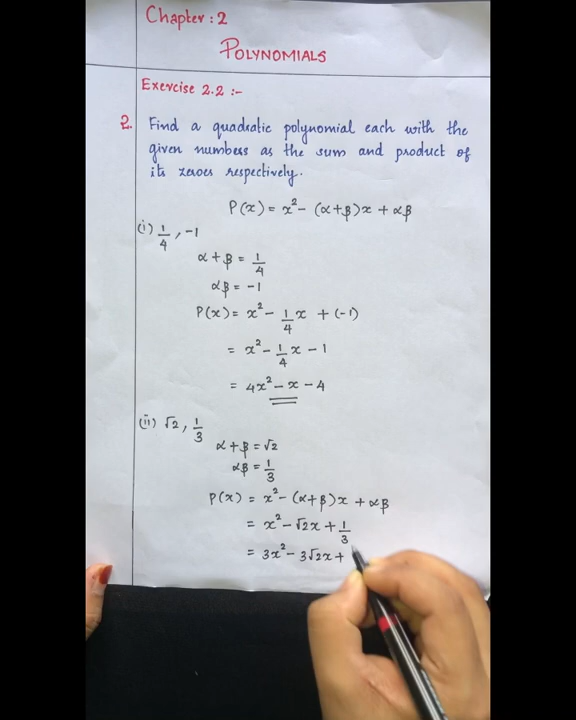 Chapter : 2
POLYNOMIALS
Exercise 2.2 :-
2. Find a quadratic polynomial each with the
given numbers as the sum and product of
its zeroes respectively.
P(x) = x² - (α+β)x + αβ
(i) 1/4, -1
α + β = 1/4
αβ = -1
P(x) = x² - 1/4 x + (-1)
= x² - 1/4 x - 1
= 4x² - x - 4
(ii) √2, 1/3
α + β = √2
αβ = 1/3
P(x) = x² - (α+β)x + αβ
= x² - √2x + 1/3
= 3x² - 3√2x +